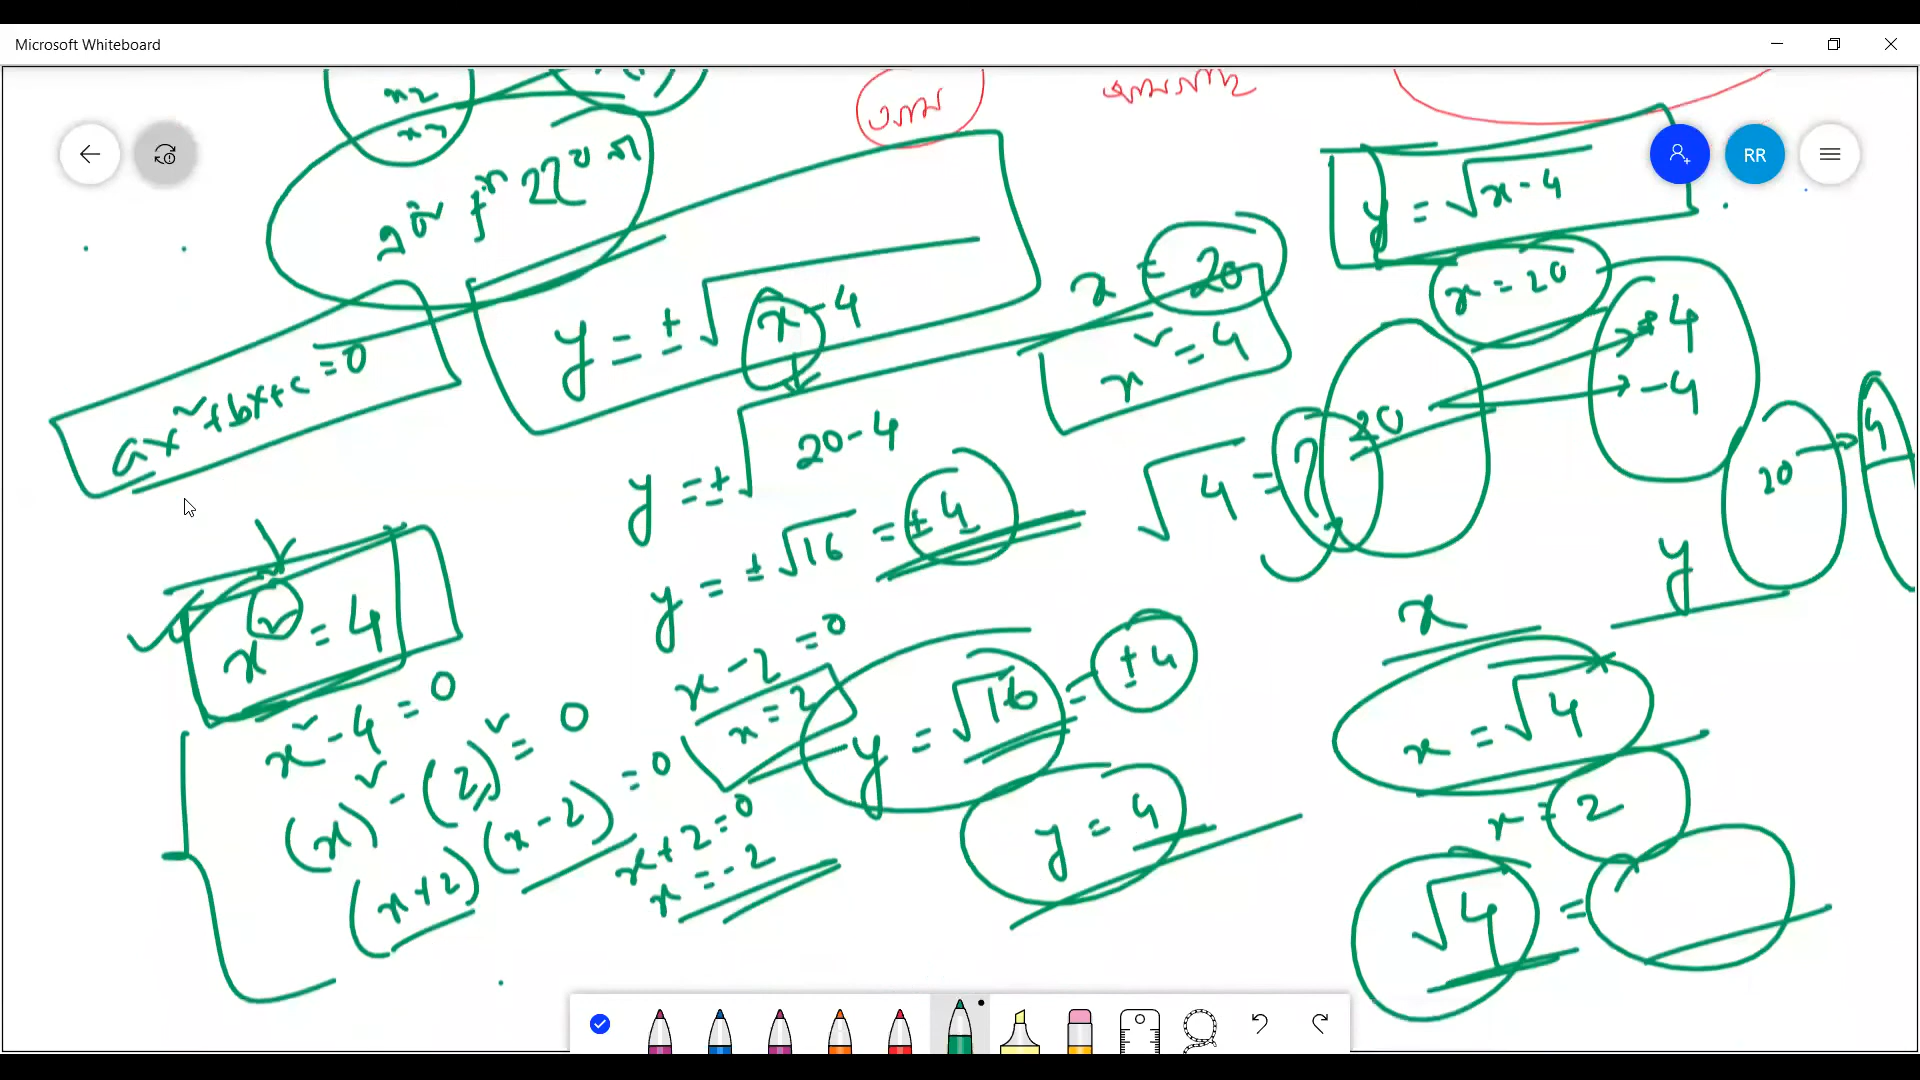 Microsoft Whiteboard
x2
RR
y = √x-4
x = 20
x = 20
y = ± √x-4
x² = 4
ax² + bx + c = 0
4
-4
20
y = ± √20-4
√4 = ?
20 → 4
y = ± √16 = ± 4
x
y
x² = 4
x-2 = 0
x = 2
y = √16 = ± 4
x² - 4 = 0
x = √4
(x)² - (2)² = 0
x = 2
(x+2) (x-2) = 0
x+2 = 0
x = -2
y = 4
√4 =